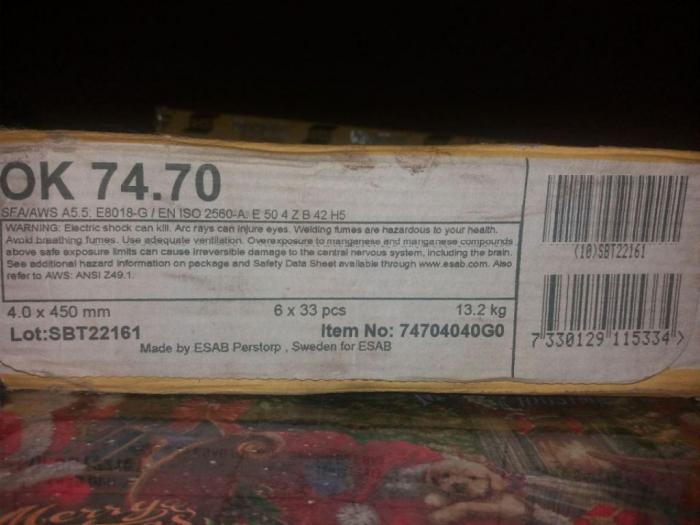 OK 74.70
SFA/AWS A5.5: E8018-G / EN ISO 2560-A: E 50 4 Z B 42 H5
WARNING: Electric shock can kill. Arc rays can injure eyes. Welding fumes are hazardous to your health.
Avoid breathing fumes. Use adequate ventilation. Overexposure to manganese and manganese compounds
above safe exposure limits can cause irreversible damage to the central nervous system, including the brain.
See additional hazard information on package and Safety Data Sheet available through www.esab.com. Also
refer to AWS: ANSI Z49.1.
4.0 x 450 mm 6 x 33 pcs 13.2 kg
Lot:SBT22161 Item No: 74704040G0
Made by ESAB Perstorp , Sweden for ESAB
(10)SBT22161
7 330129 115334 >
Merry